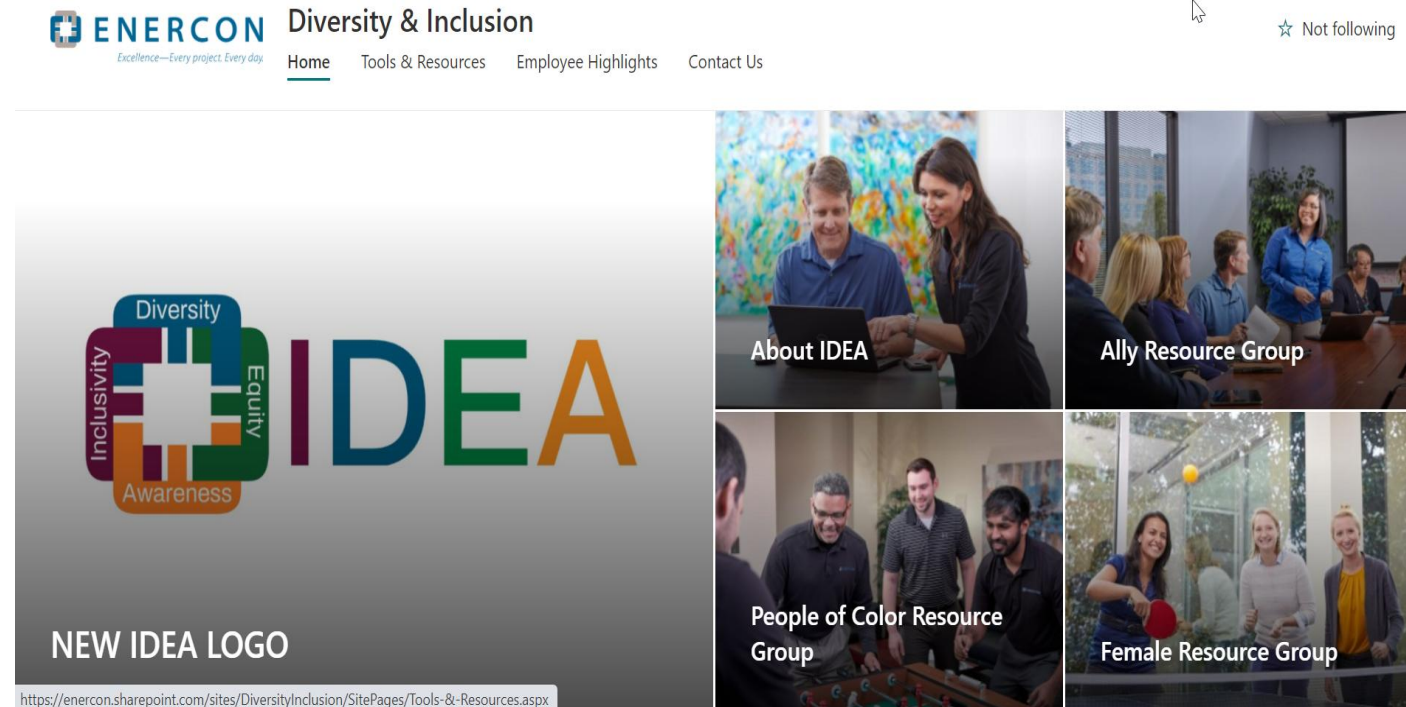 ENERCON
Excellence—Every project. Every day.
Diversity & Inclusion
Not following
Home
Tools & Resources
Employee Highlights
Contact Us
Diversity
Inclusivity
Equity
Awareness
IDEA
NEW IDEA LOGO
About IDEA
Ally Resource Group
People of Color Resource
Group
Female Resource Group
https://enercon.sharepoint.com/sites/DiversityInclusion/SitePages/Tools-&-Resources.aspx